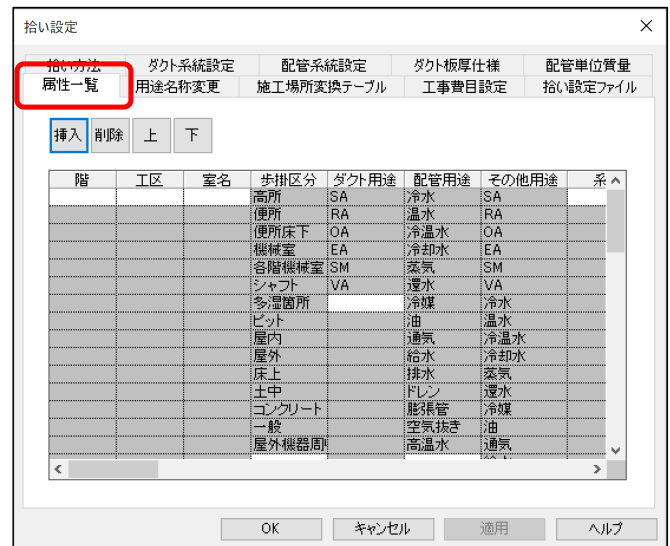 拾い設定
拾い方法 ダクト系統設定 配管系統設定 ダクト板厚仕様 配管単位質量
属性一覧 用途名称変更 施工場所変換テーブル 工事費目設定 拾い設定ファイル
挿入 削除 上 下
階 工区 室名 歩掛区分 ダクト用途 配管用途 その他用途 系
高所 SA 冷水 SA
便所 RA 温水 RA
便所床下 OA 冷温水 OA
機械室 EA 冷却水 EA
各階機械室 SM 蒸気 SM
シャフト VA 還水 VA
多湿箇所 冷媒 冷水
ピット 油 温水
屋内 通気 冷温水
屋外 給水 冷却水
床上 排水 蒸気
土中 ドレン 還水
コンクリート 膨張管 冷媒
一般 空気抜き 油
屋外機器周 高温水 通気
OK キャンセル 適用 ヘルプ